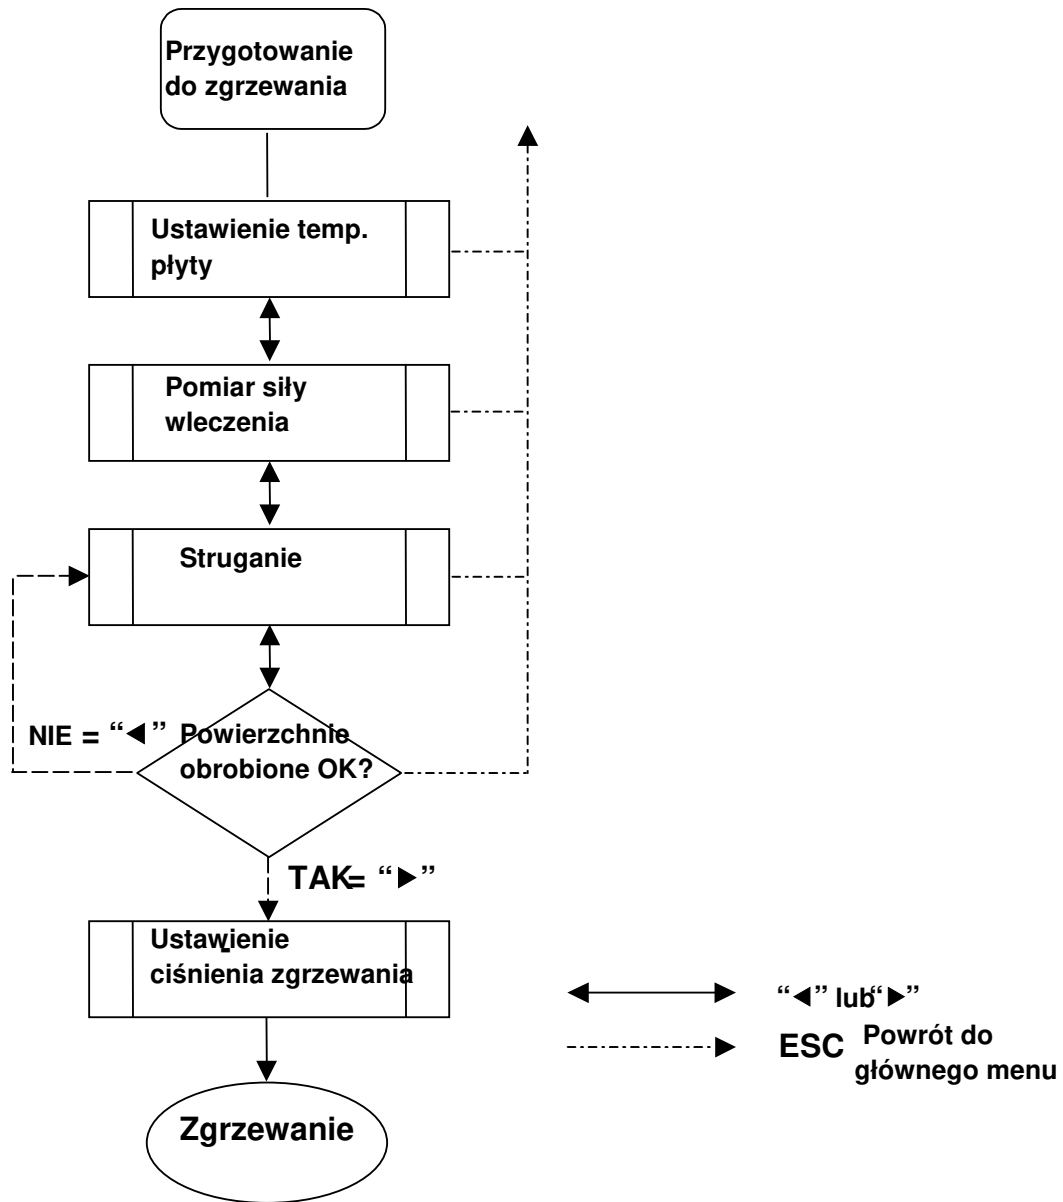 Przygotowanie
do zgrzewania
Ustawienie temp.
płyty
Pomiar siły
wleczenia
Struganie
NIE = “◄”
Powierzchnie
obrobione OK?
TAK= “►”
Ustawienie
ciśnienia zgrzewania
“◄” lub“►”
ESC Powrót do
głównego menu
Zgrzewanie